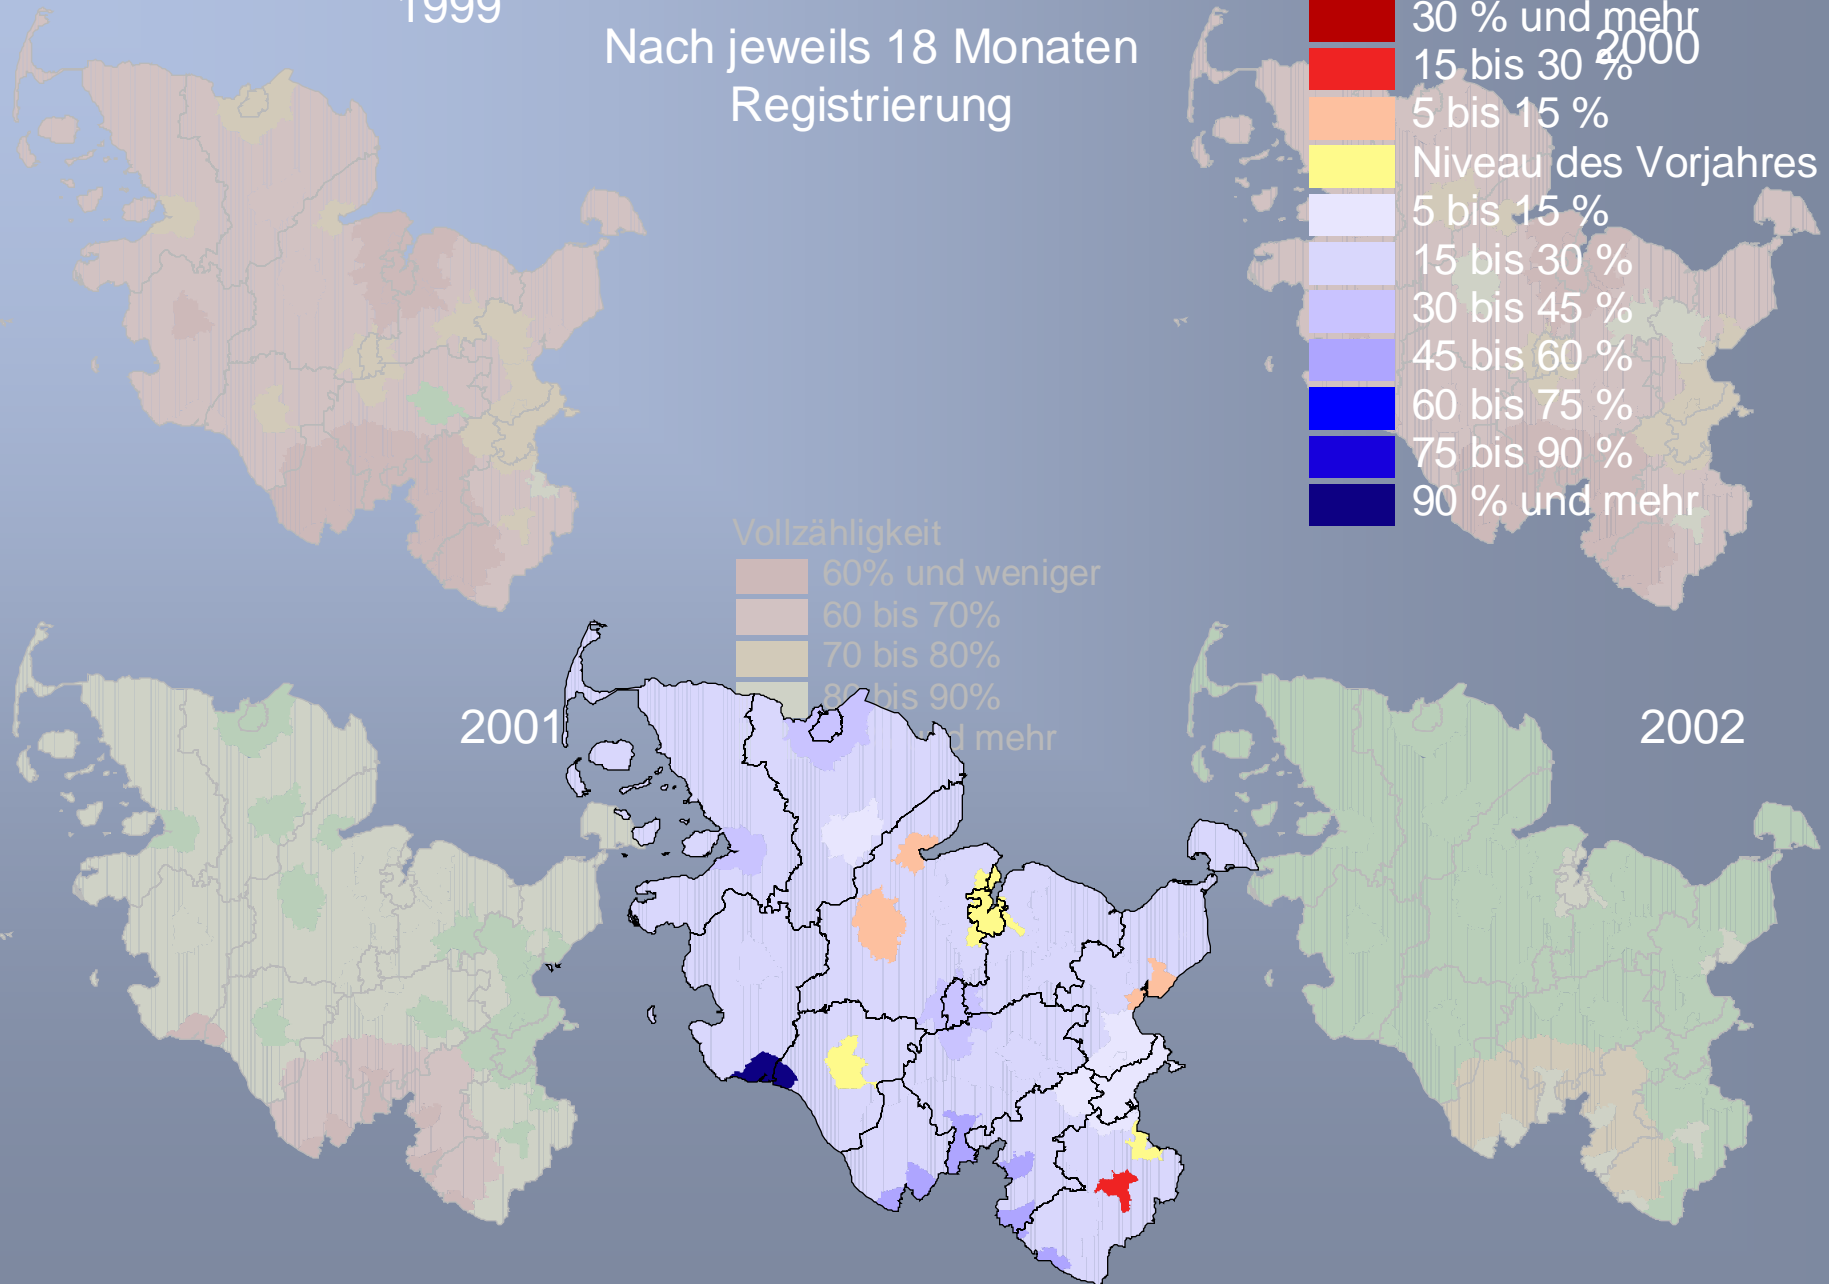 1999
Nach jeweils 18 Monaten
Registrierung
2000
30 % und mehr
15 bis 30 %
5 bis 15 %
Niveau des Vorjahres
5 bis 15 %
15 bis 30 %
30 bis 45 %
45 bis 60 %
60 bis 75 %
75 bis 90 %
90 % und mehr
Vollzähligkeit
60% und weniger
60 bis 70%
70 bis 80%
80 bis 90%
und mehr
2001
2002